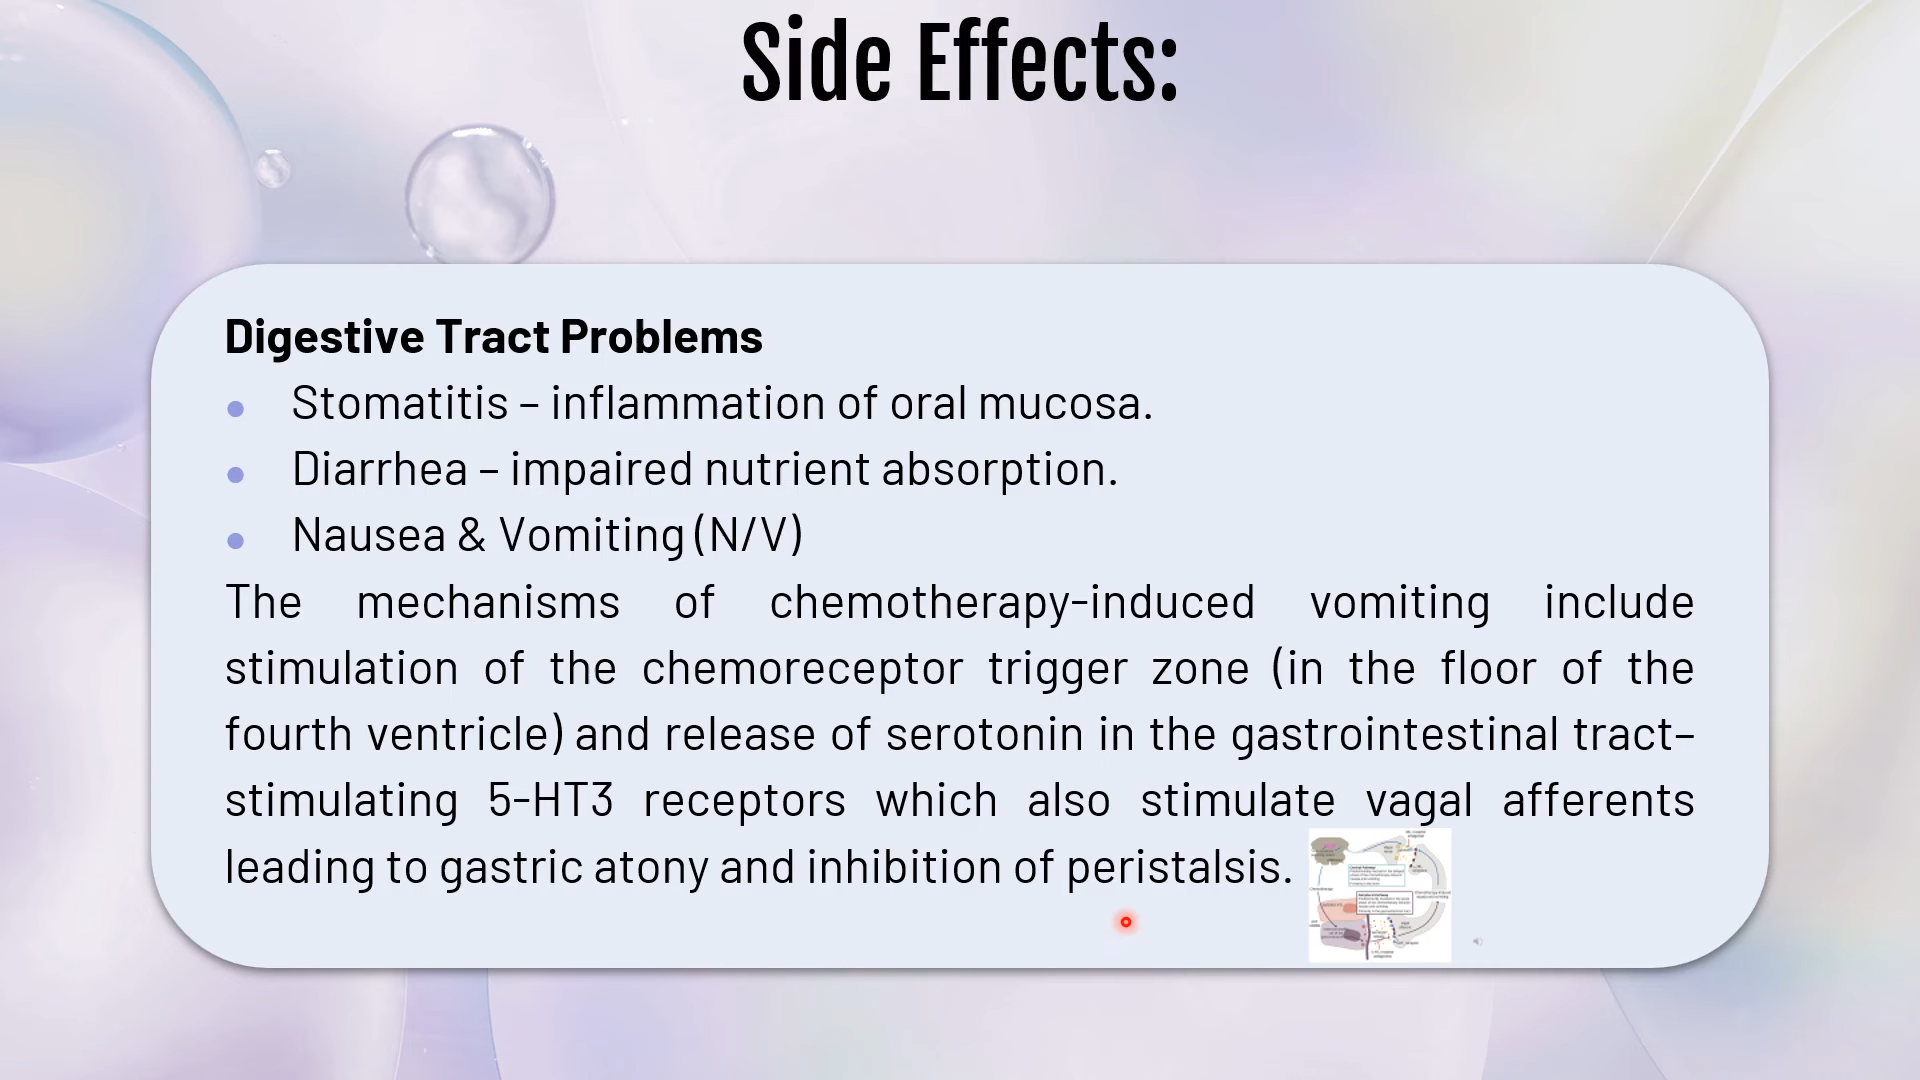 Side Effects:
Digestive Tract Problems
● Stomatitis – inflammation of oral mucosa.
● Diarrhea – impaired nutrient absorption.
● Nausea & Vomiting (N/V)
The mechanisms of chemotherapy-induced vomiting include
stimulation of the chemoreceptor trigger zone (in the floor of the
fourth ventricle) and release of serotonin in the gastrointestinal tract–
stimulating 5-HT3 receptors which also stimulate vagal afferents
leading to gastric atony and inhibition of peristalsis.